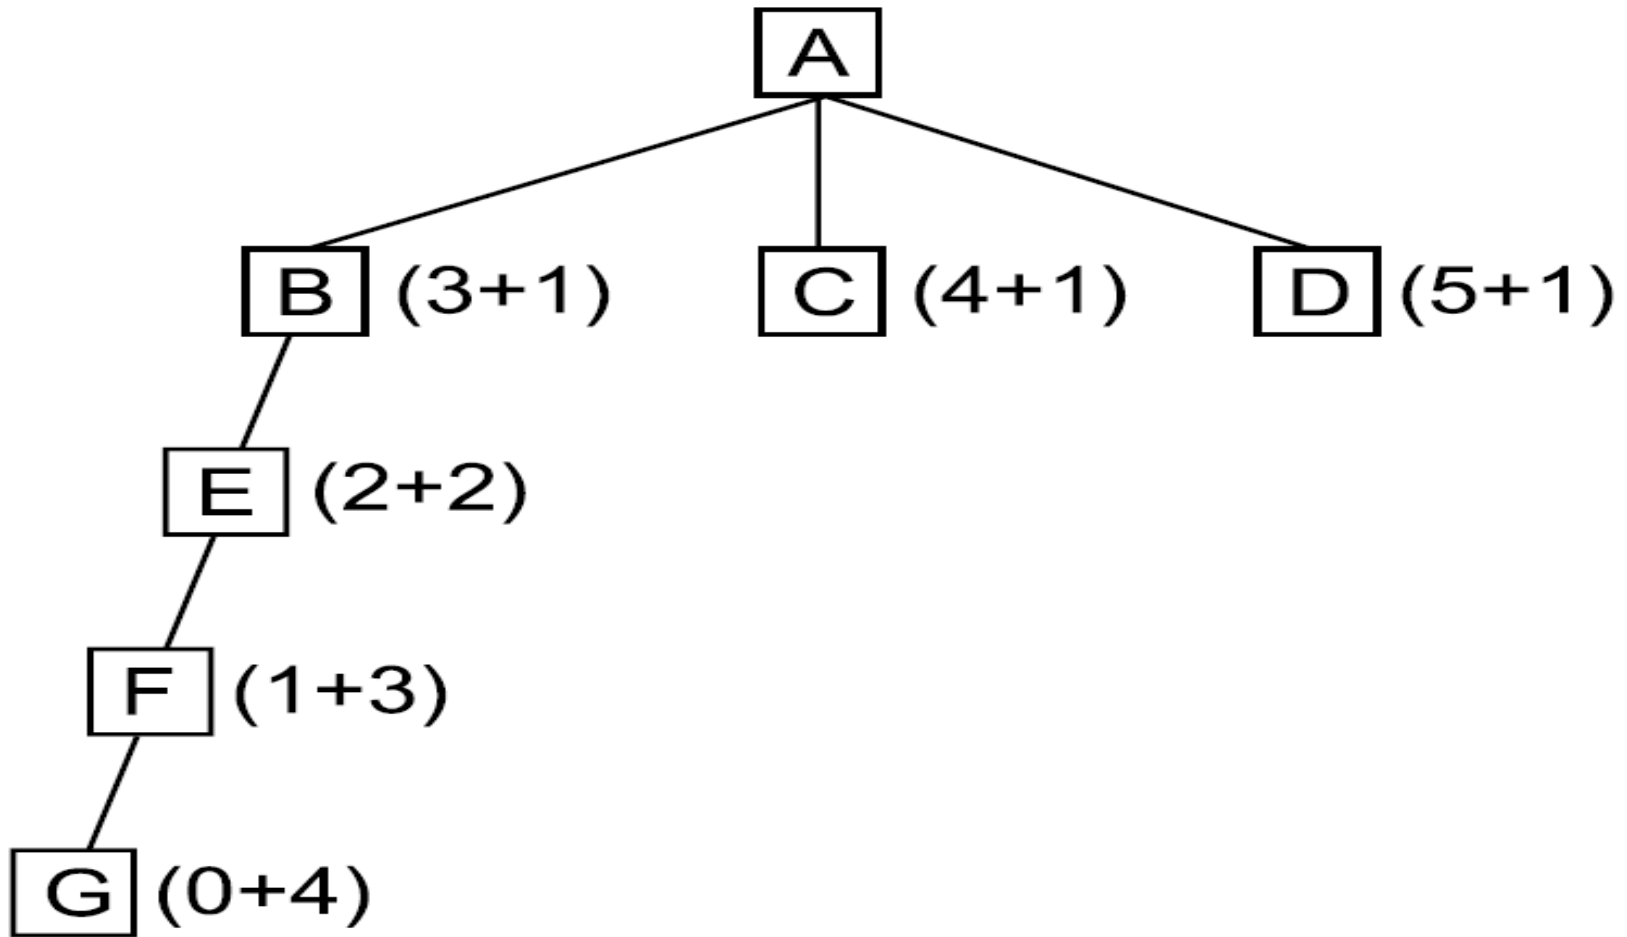 A
B (3+1) C (4+1) D (5+1)
E (2+2)
F (1+3)
G (0+4)